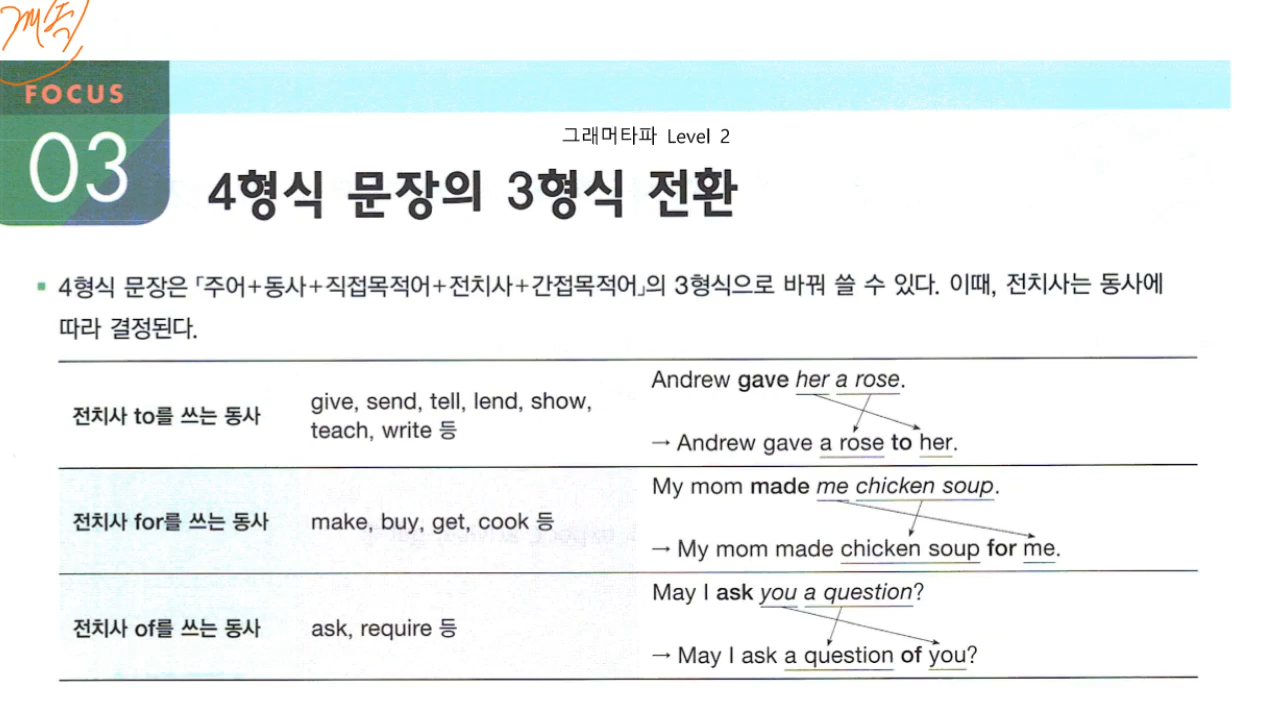 FOCUS
03
그래머타파 Level 2
4형식 문장의 3형식 전환
4형식 문장은 「주어+동사+직접목적어+전치사+간접목적어」의 3형식으로 바꿔 쓸 수 있다. 이때, 전치사는 동사에
따라 결정된다.
전치사 to를 쓰는 동사
give, send, tell, lend, show,
teach, write 등
Andrew gave her a rose.
→ Andrew gave a rose to her.
전치사 for를 쓰는 동사
make, buy, get, cook 등
My mom made me chicken soup.
→ My mom made chicken soup for me.
전치사 of를 쓰는 동사
ask, require 등
May I ask you a question?
→ May I ask a question of you?